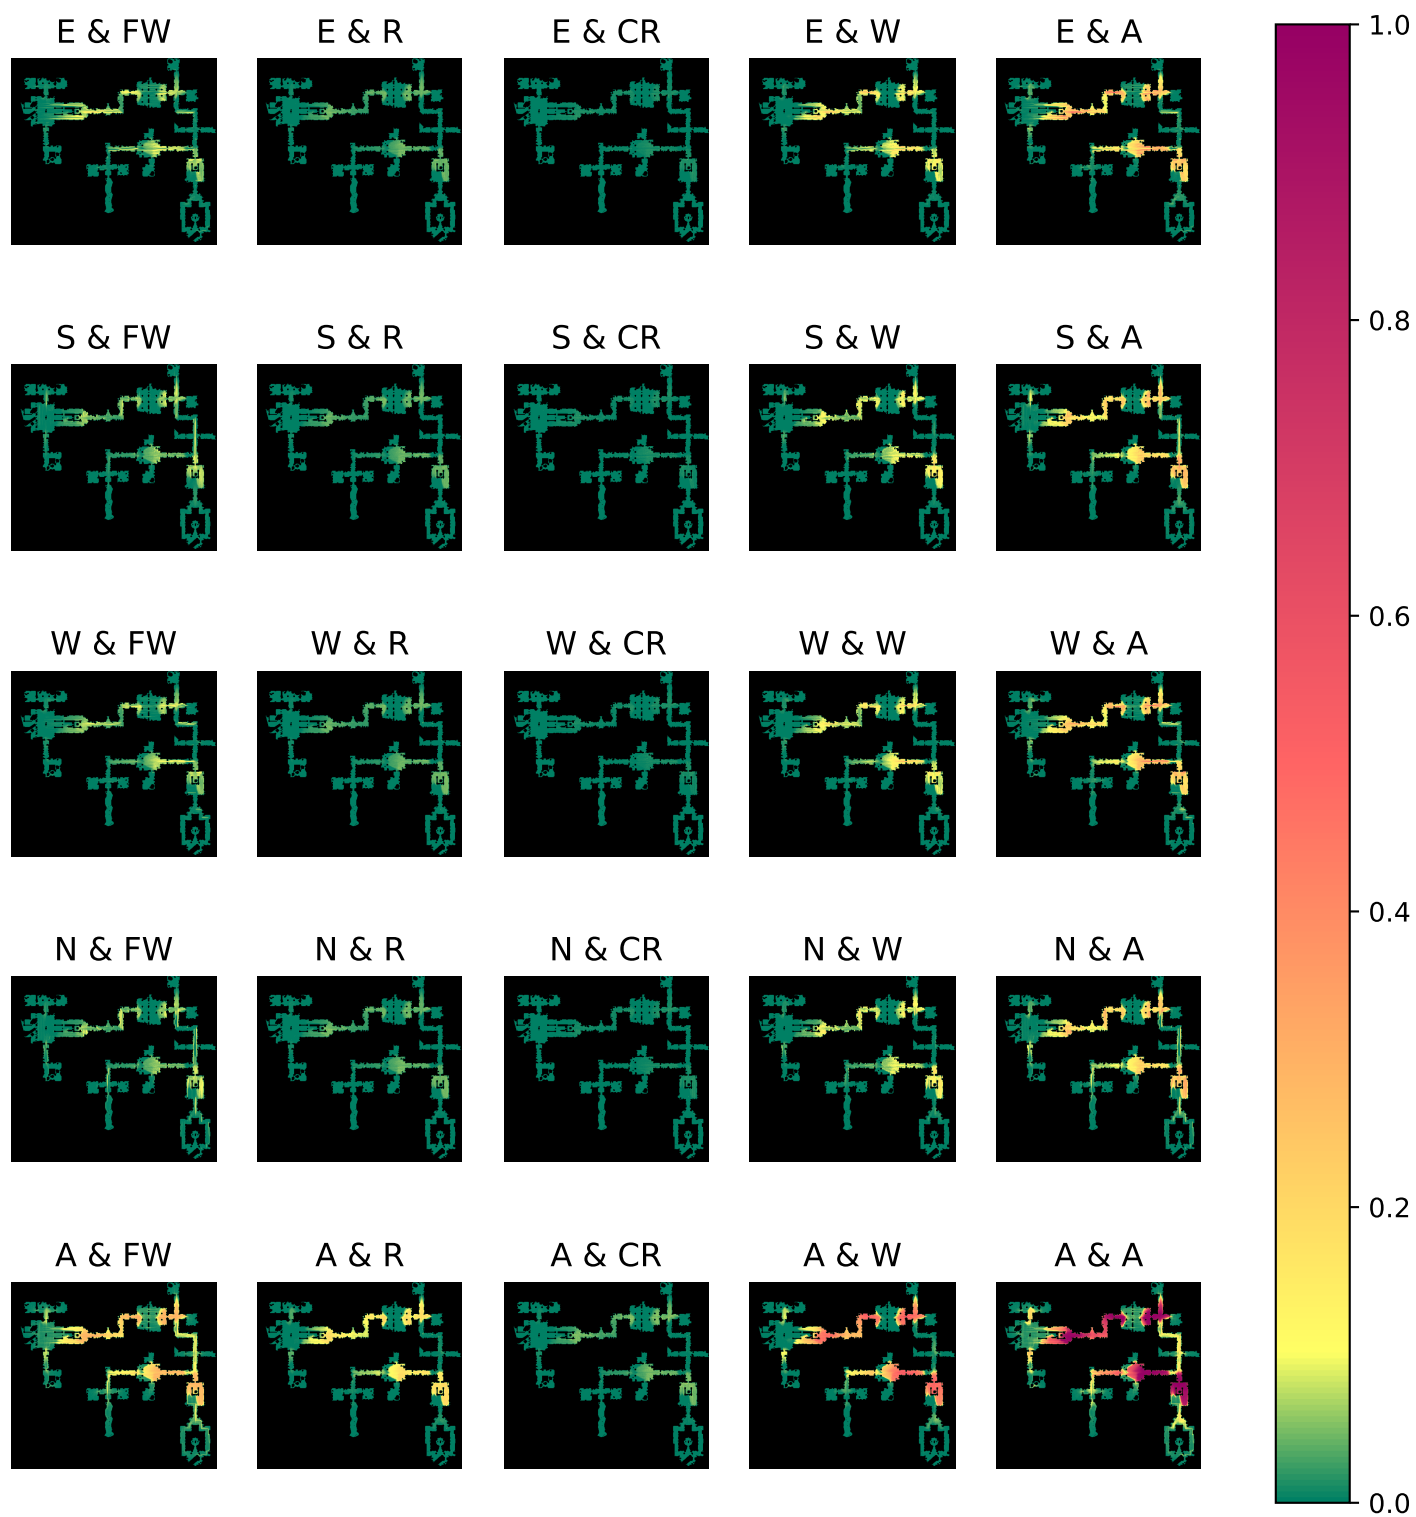 E & FW E & R E & CR E & W E & A 1.0
S & FW S & R S & CR S & W S & A 0.8
W & FW W & R W & CR W & W W & A 0.6
N & FW N & R N & CR N & W N & A 0.4
0.2
A & FW A & R A & CR A & W A & A
0.0